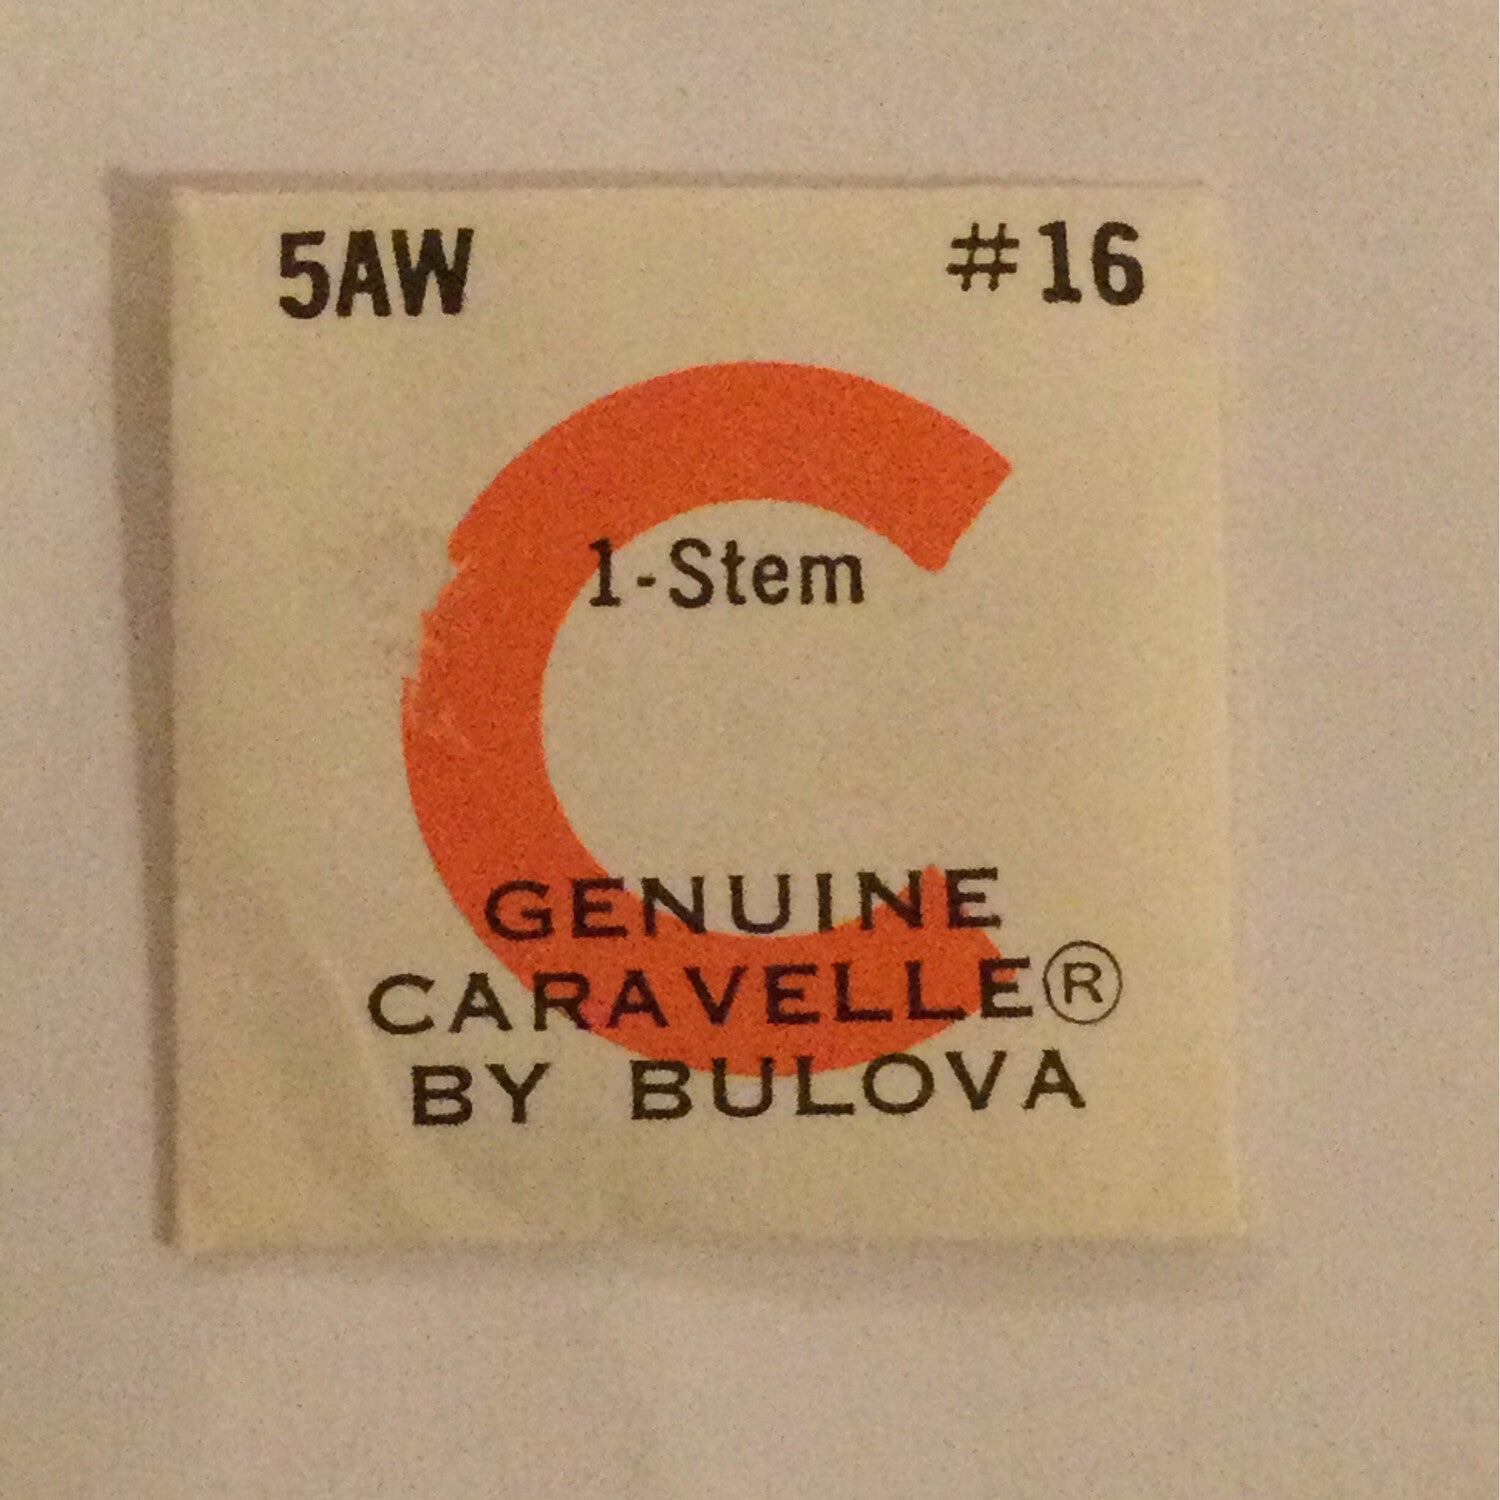 5AW #16
1-Stem
GENUINE
CARAVELLE®
BY BULOVA